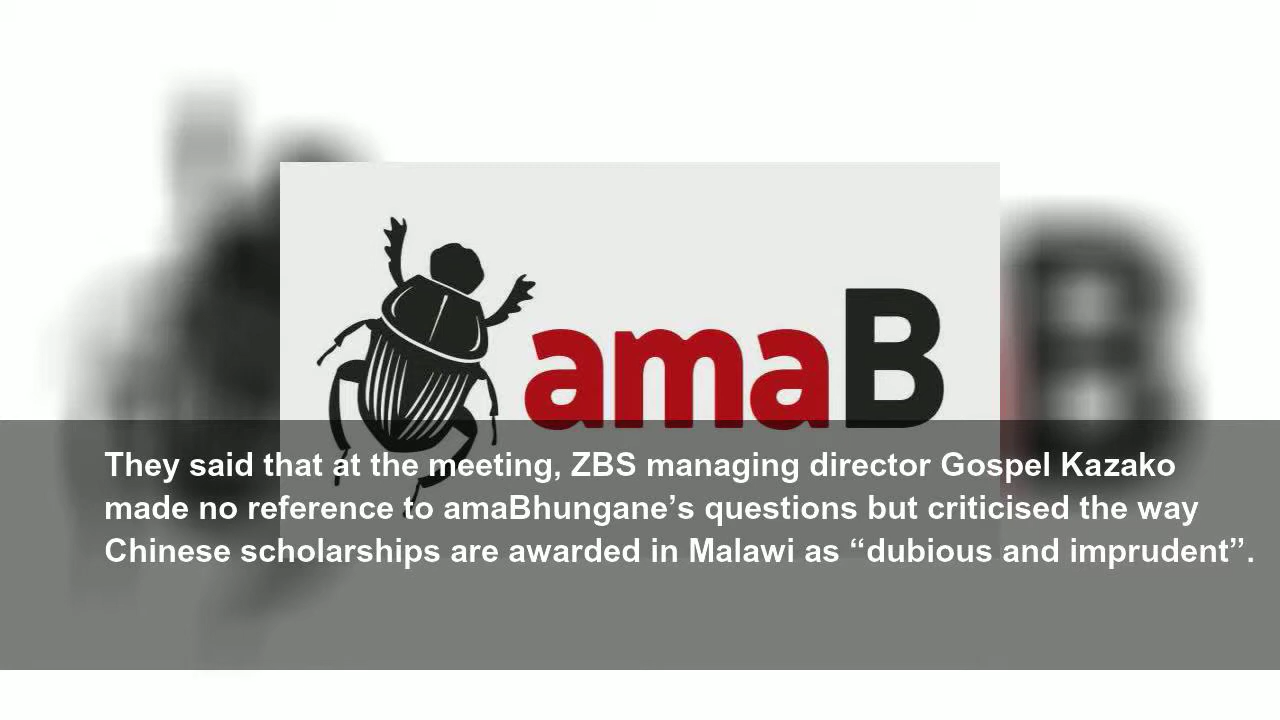 amaB
They said that at the meeting, ZBS managing director Gospel Kazako
made no reference to amaBhungane’s questions but criticised the way
Chinese scholarships are awarded in Malawi as “dubious and imprudent”.